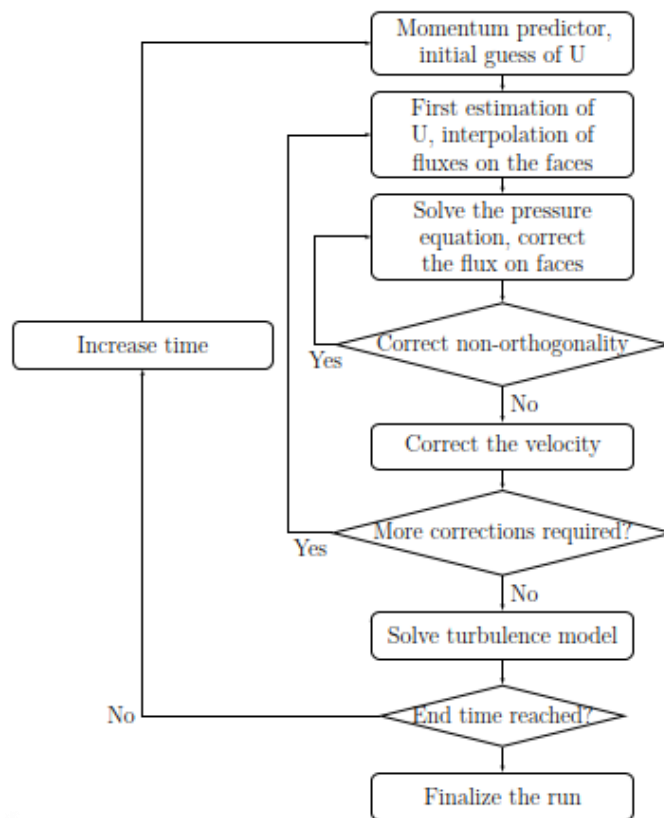 Momentum predictor,
initial guess of U
First estimation of
U, interpolation of
fluxes on the faces
Solve the pressure
equation, correct
the flux on faces
Increase time
Correct non-orthogonality
Yes
No
Correct the velocity
More corrections required?
Yes
No
Solve turbulence model
End time reached?
No
Finalize the run